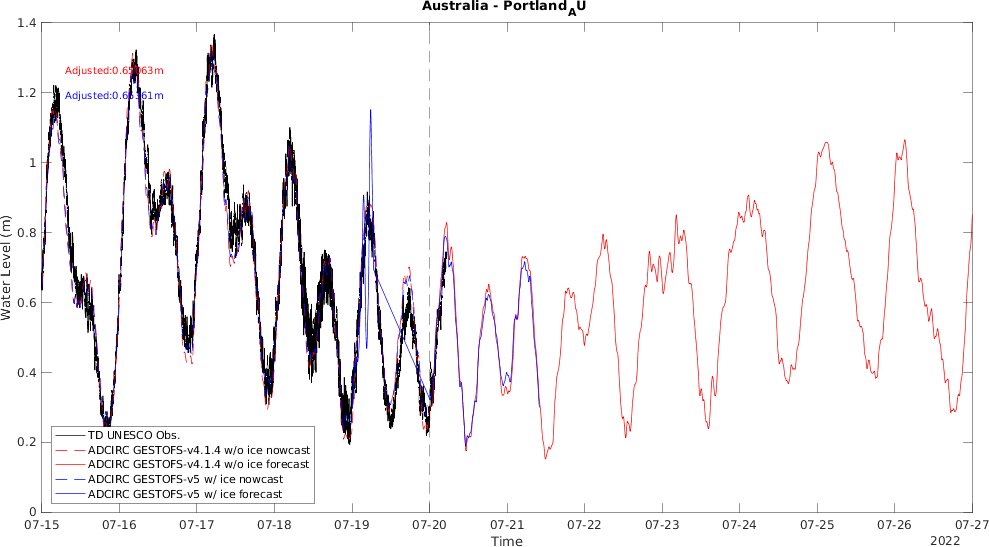 Australia - Portland_AU
1.4
1.2
1
0.8
0.6
0.4
0.2
0
Water Level (m)
Adjusted:0.65063m
TD UNESCO Obs.
ADCIRC GESTOFS-v4.1.4 w/o ice nowcast
ADCIRC GESTOFS-v4.1.4 w/o ice forecast
ADCIRC GESTOFS-v5 w/ ice nowcast
ADCIRC GESTOFS-v5 w/ ice forecast
07-15
07-16
07-17
07-18
07-19
07-20
07-21
07-22
07-23
07-24
07-25
07-26
07-27
Time
2022